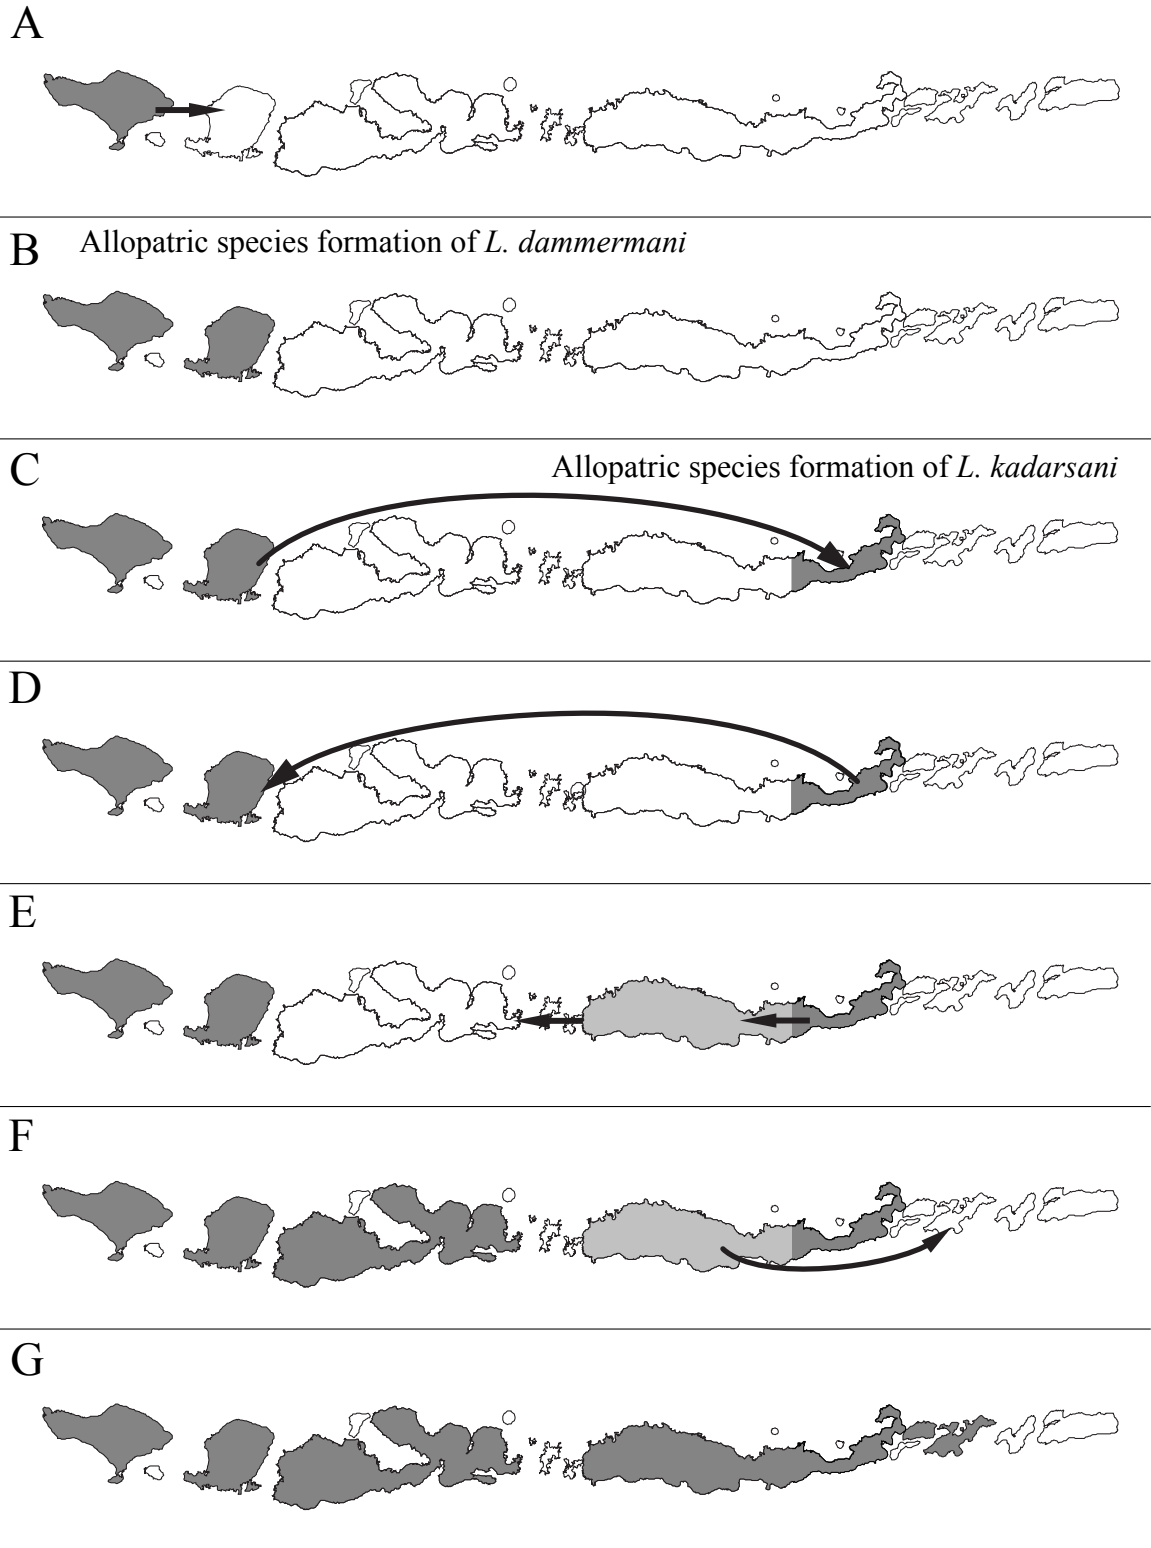 A
B
Allopatric species formation of L. dammermani
C
Allopatric species formation of L. kadarsani
D
E
F
G